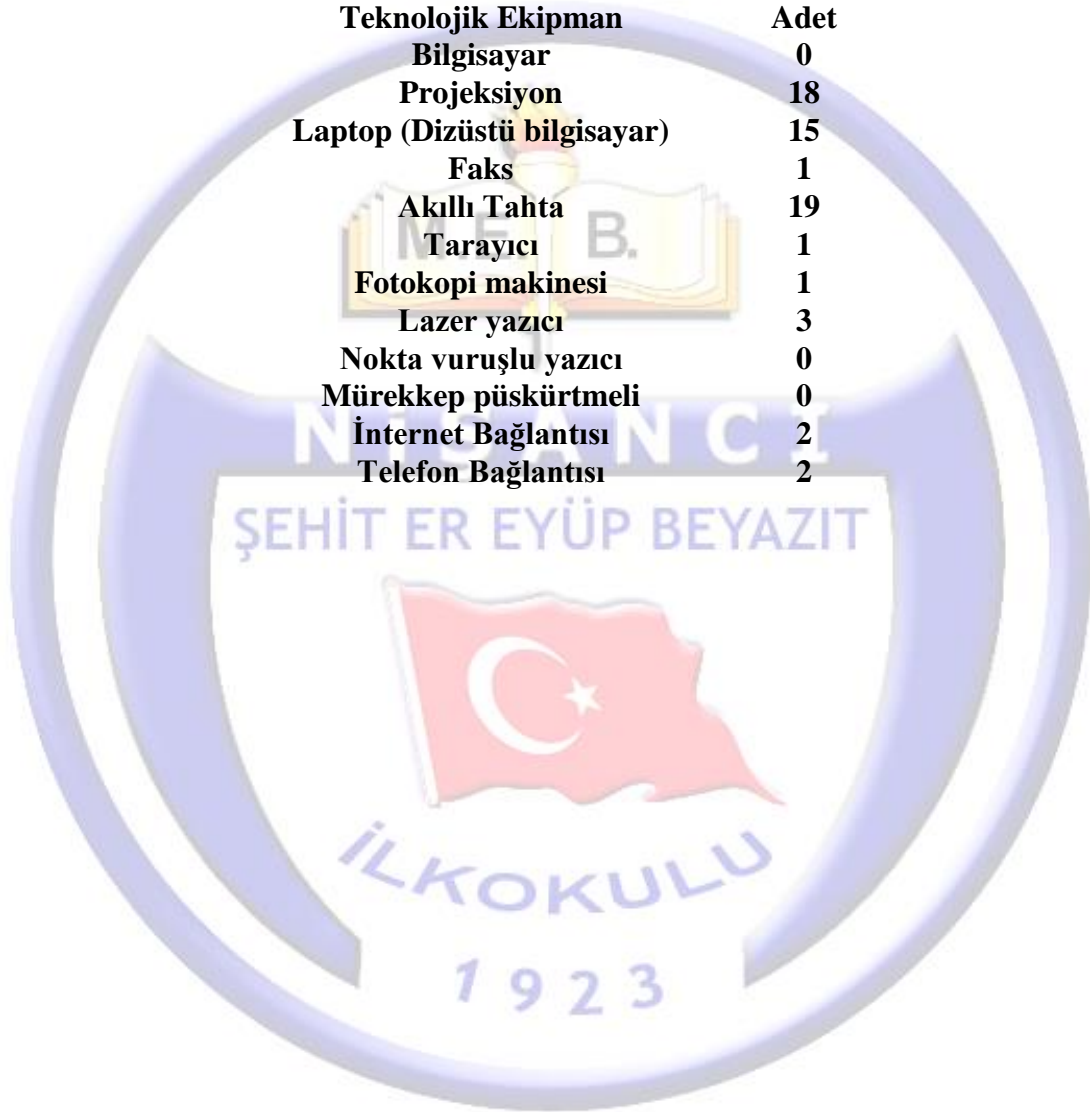 Teknolojik Ekipman Adet
Bilgisayar 0
Projeksiyon 18
Laptop (Dizüstü bilgisayar) 15
Faks 1
Akıllı Tahta 19
M.E. B.
Tarayıcı 1
Fotokopi makinesi 1
Lazer yazıcı 3
Nokta vuruşlu yazıcı 0
Mürekkep püskürtmeli 0
NİŞANCI
İnternet Bağlantısı 2
Telefon Bağlantısı 2
ŞEHİT ER EYÜP BEYAZIT
İLKOKULU
1923